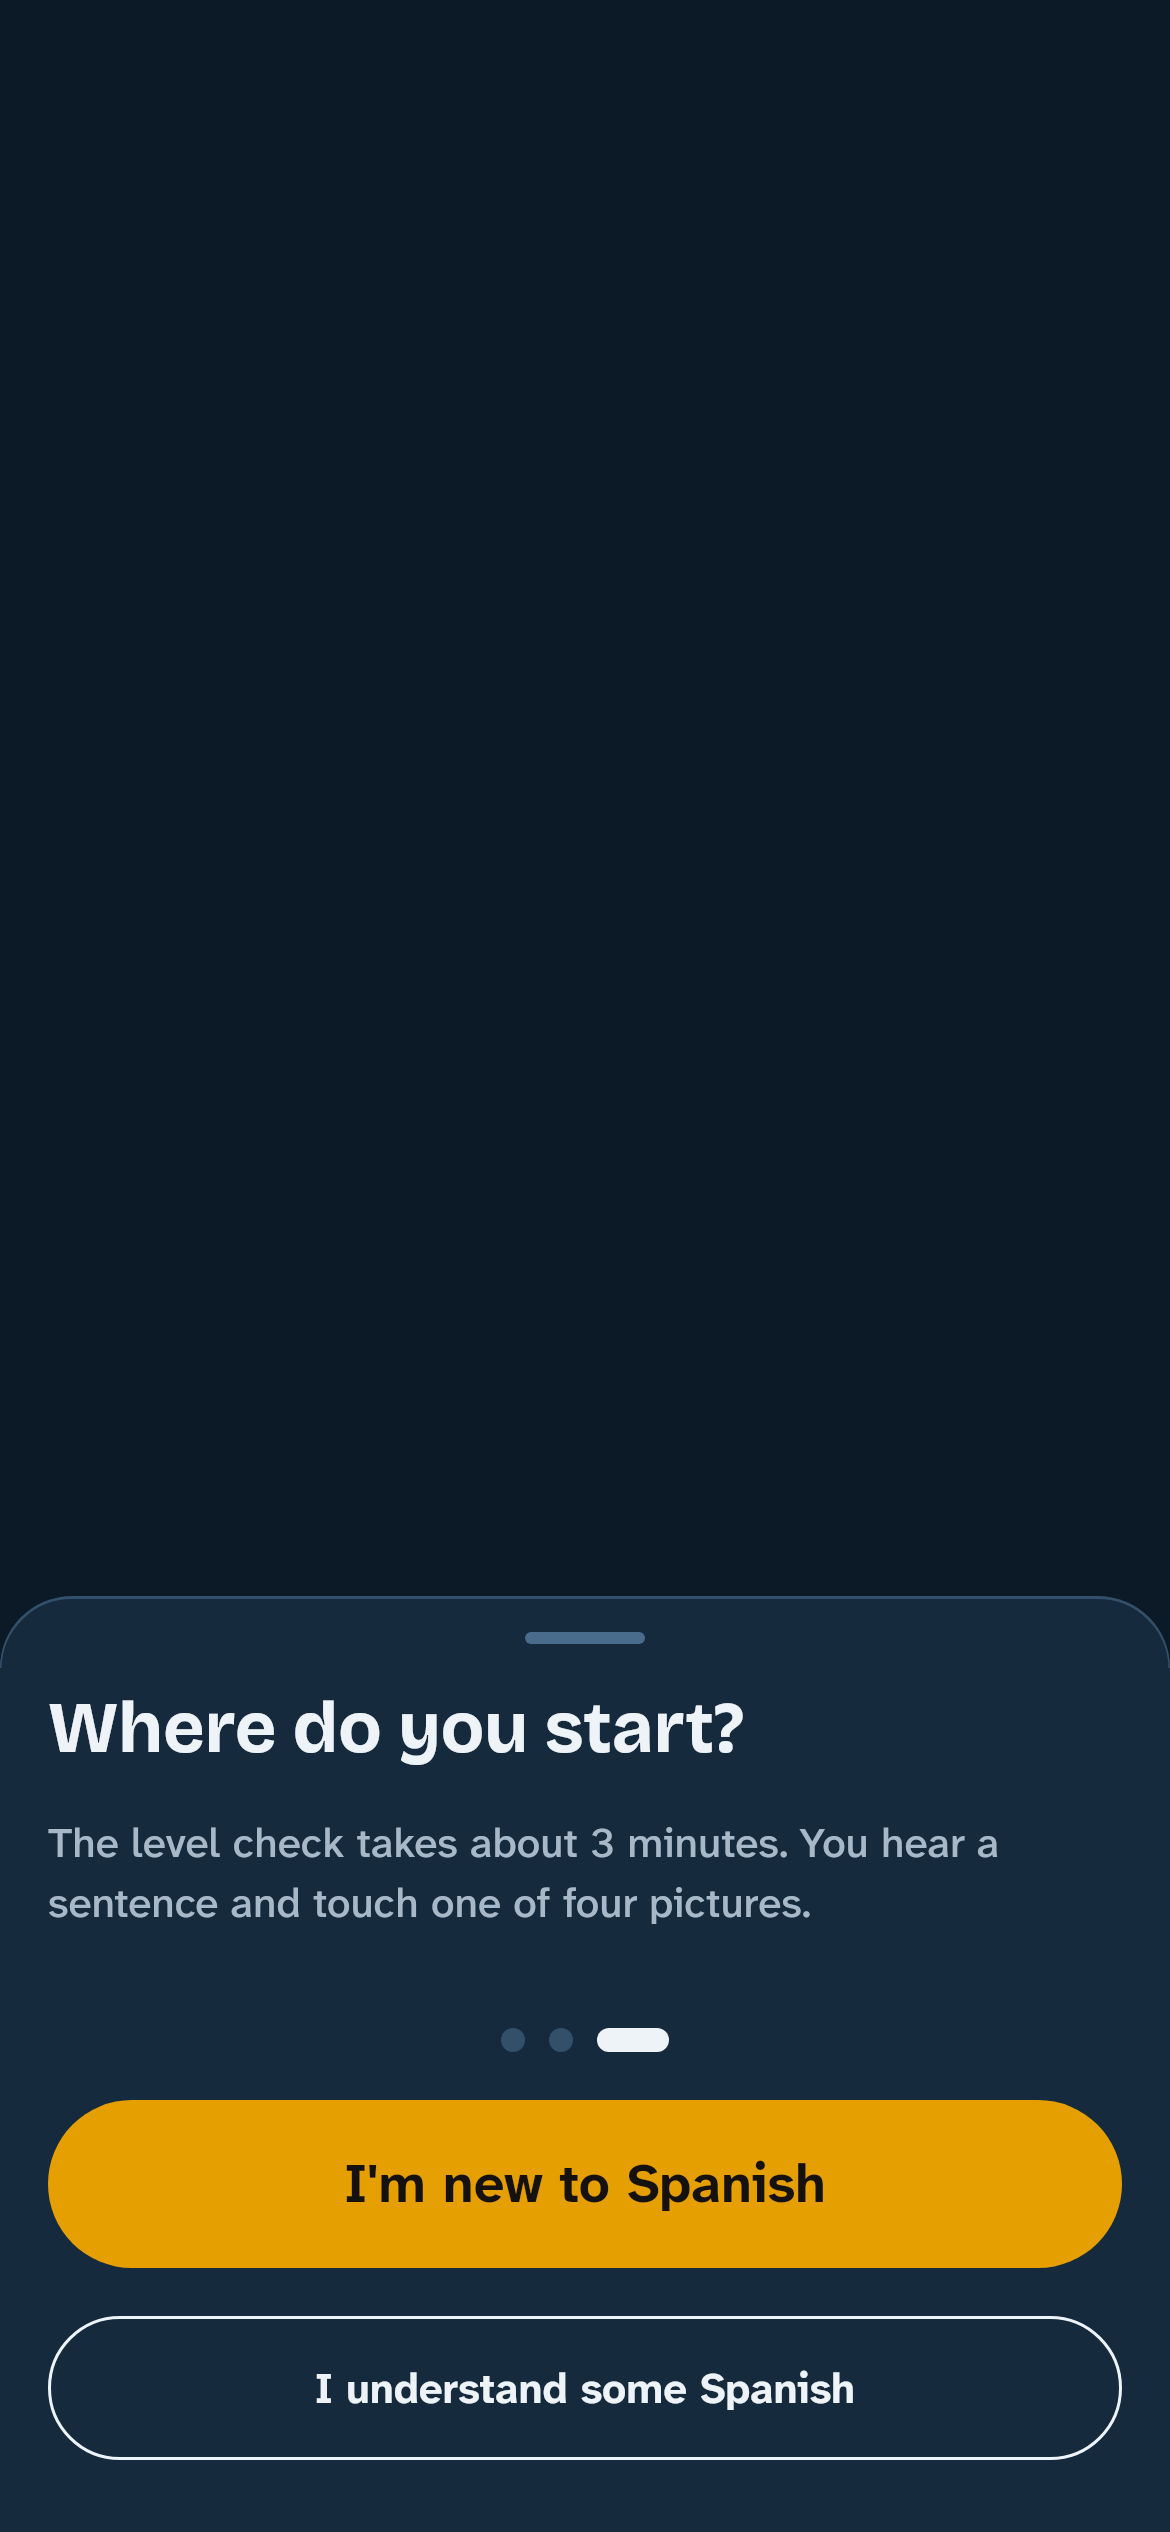 Where do you start?
The level check takes about 3 minutes. You hear a
sentence and touch one of four pictures.
I'm new to Spanish
I understand some Spanish